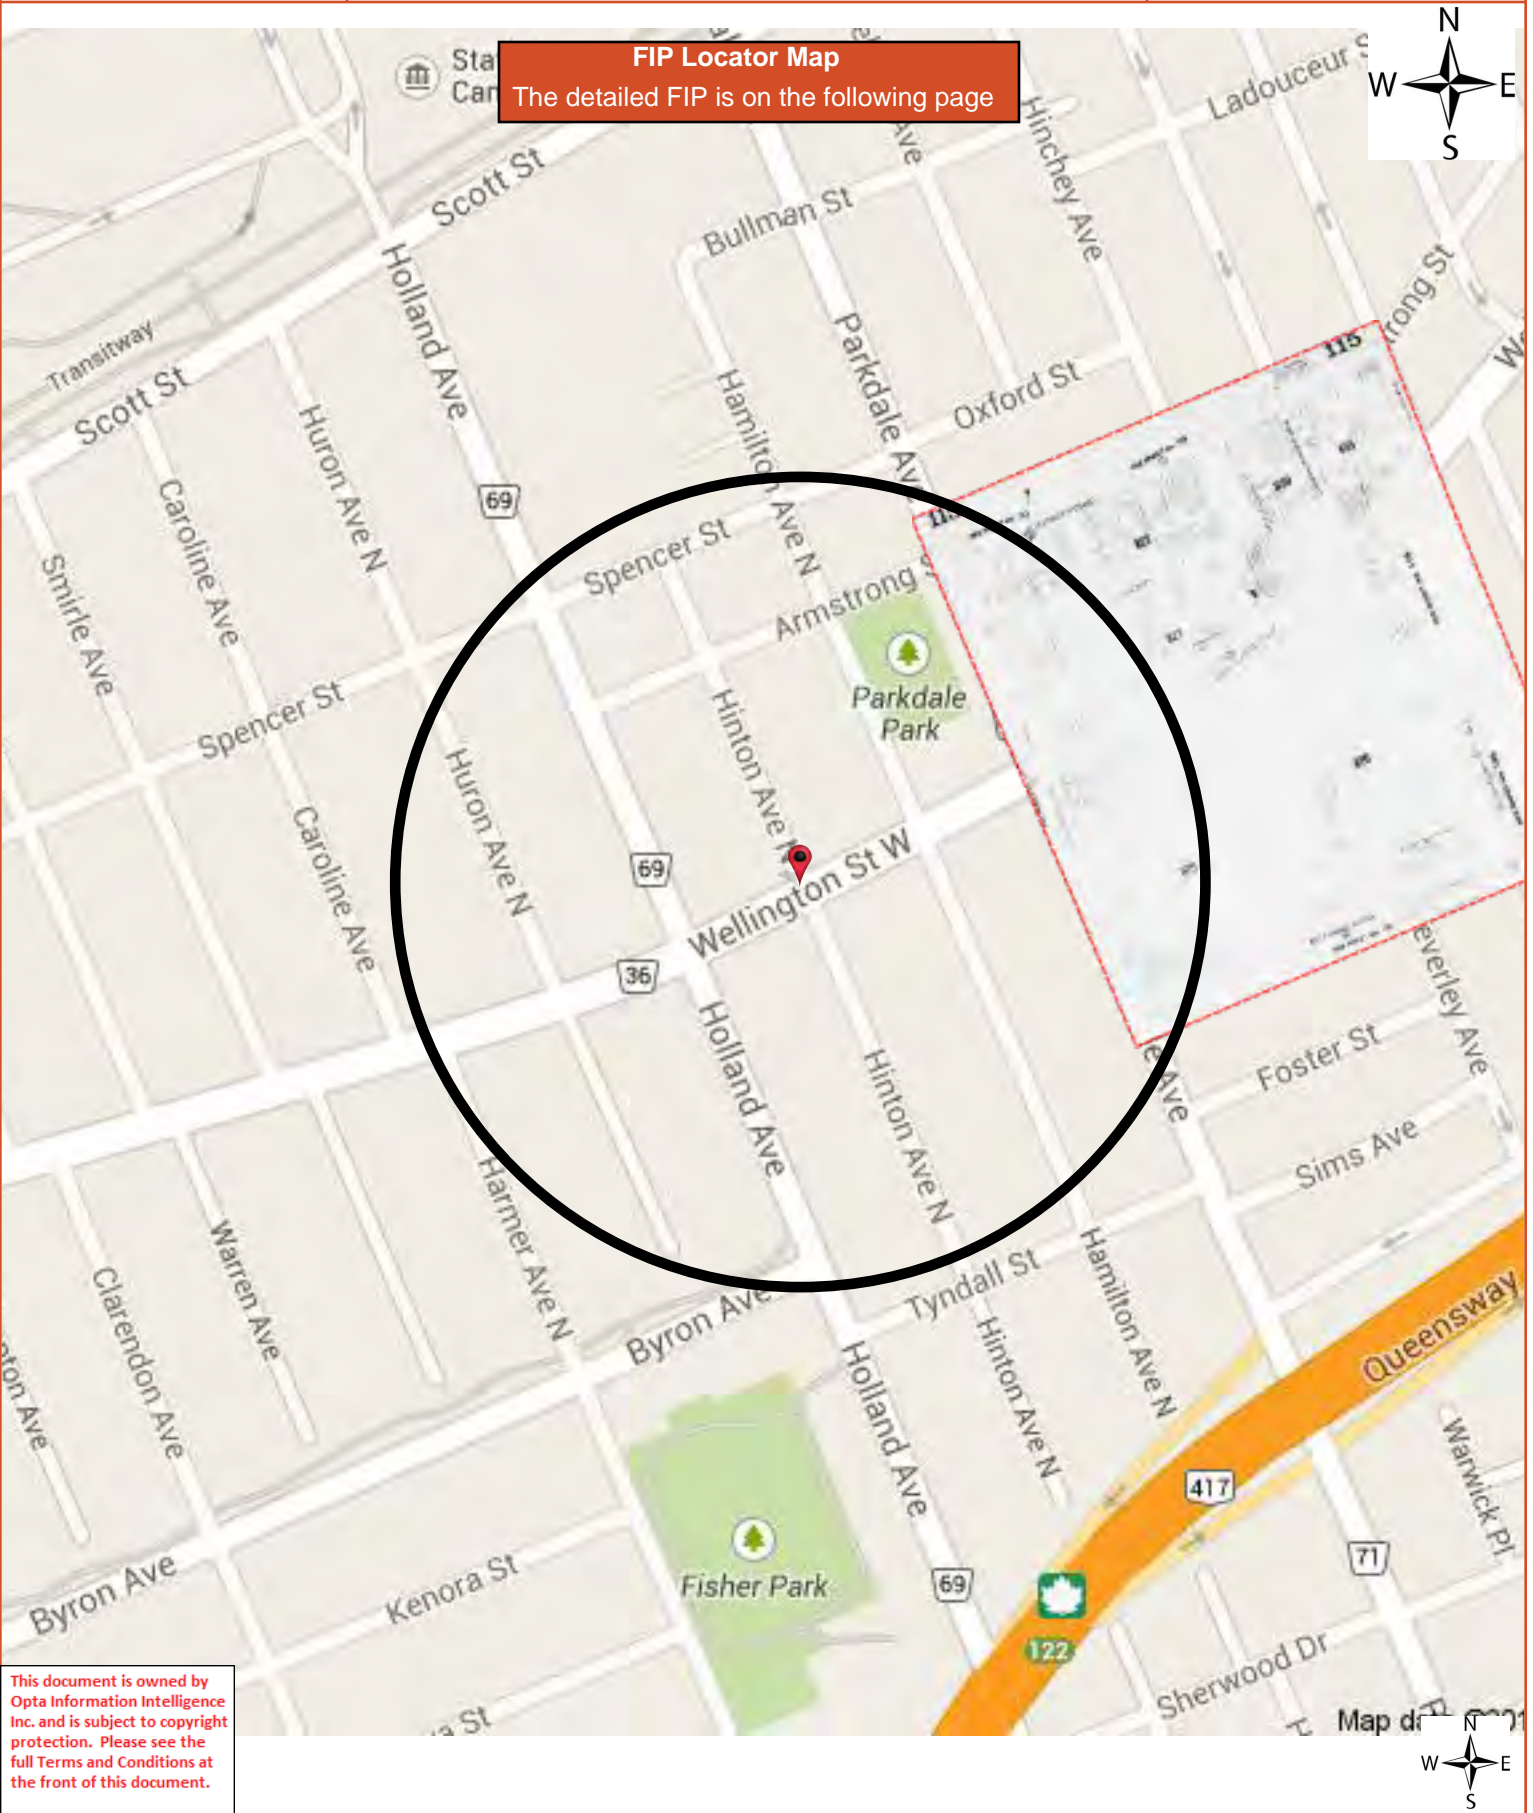 N
W E
S
FIP Locator Map
The detailed FIP is on the following page
Ladouceur
Hinchey Ave
Ave
Scott St
Bullman St
Holland Ave
Parkdale Ave
Transitway
Scott St
Oxford St
115
Hamilton Ave N
Huron Ave N
Caroline Ave
69
Spencer St
Armstrong
Smirle Ave
Parkdale
Park
Spencer St
Hinton Ave N
Huron Ave N
Caroline Ave
69
Wellington St W
36
Holland Ave
Hinton Ave N
Foster St
Ave
Sims Ave
Harmer Ave N
Warren Ave
Clarendon Ave
Byron Ave
Tyndall St
Hamilton Ave N
Hinton Ave N
Holland Ave
Queensway
417
Warwick Pl
71
Fisher Park
69
122
Kenora St
Byron Ave
Sherwood Dr
St
Map
N
W E
S
This document is owned by
Opta Information Intelligence
Inc. and is subject to copyright
protection. Please see the
full Terms and Conditions at
the front of this document.